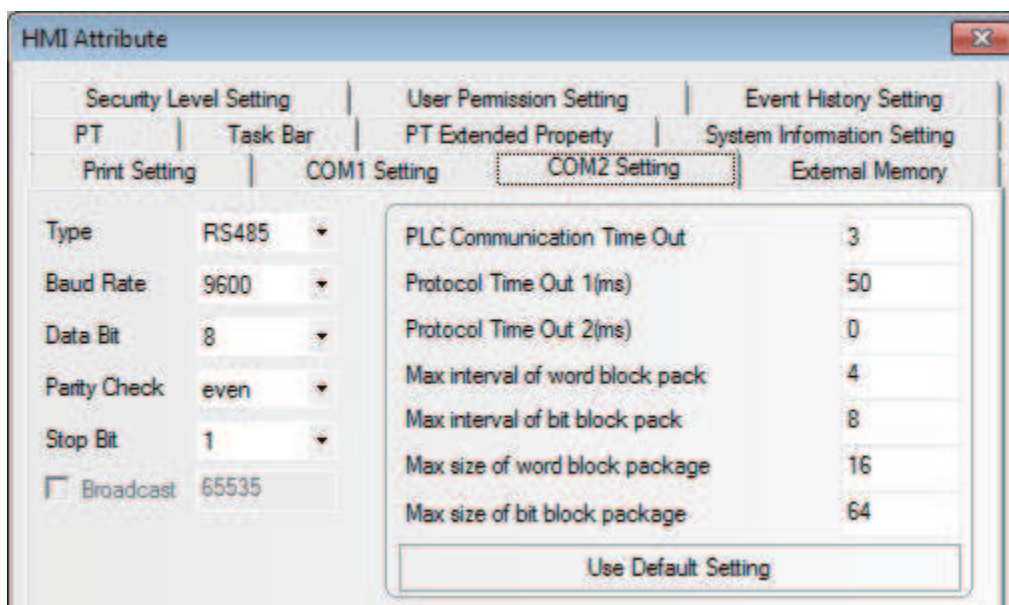 HMI Attribute
Security Level Setting User Permission Setting Event History Setting
PT Task Bar PT Extended Property System Information Setting
Print Setting COM1 Setting COM2 Setting External Memory
Type RS485
Baud Rate 9600
Data Bit 8
Parity Check even
Stop Bit 1
Broadcast 65535
PLC Communication Time Out 3
Protocol Time Out 1(ms) 50
Protocol Time Out 2(ms) 0
Max interval of word block pack 4
Max interval of bit block pack 8
Max size of word block package 16
Max size of bit block package 64
Use Default Setting